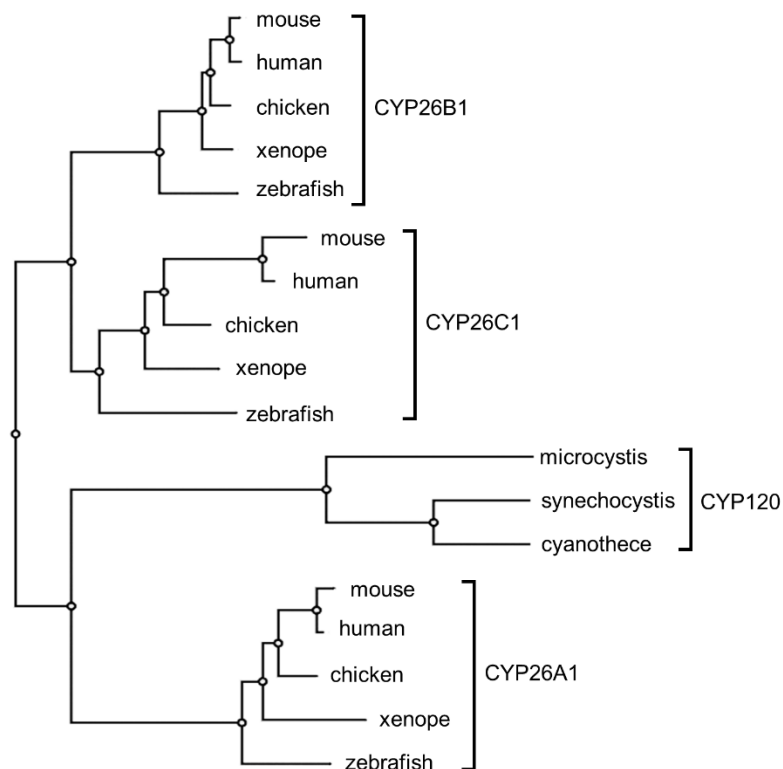 mouse
human
chicken
xenope
zebrafish
CYP26B1
mouse
human
chicken
xenope
zebrafish
CYP26C1
microcystis
synechocystis
cyanothece
CYP120
mouse
human
chicken
xenope
zebrafish
CYP26A1